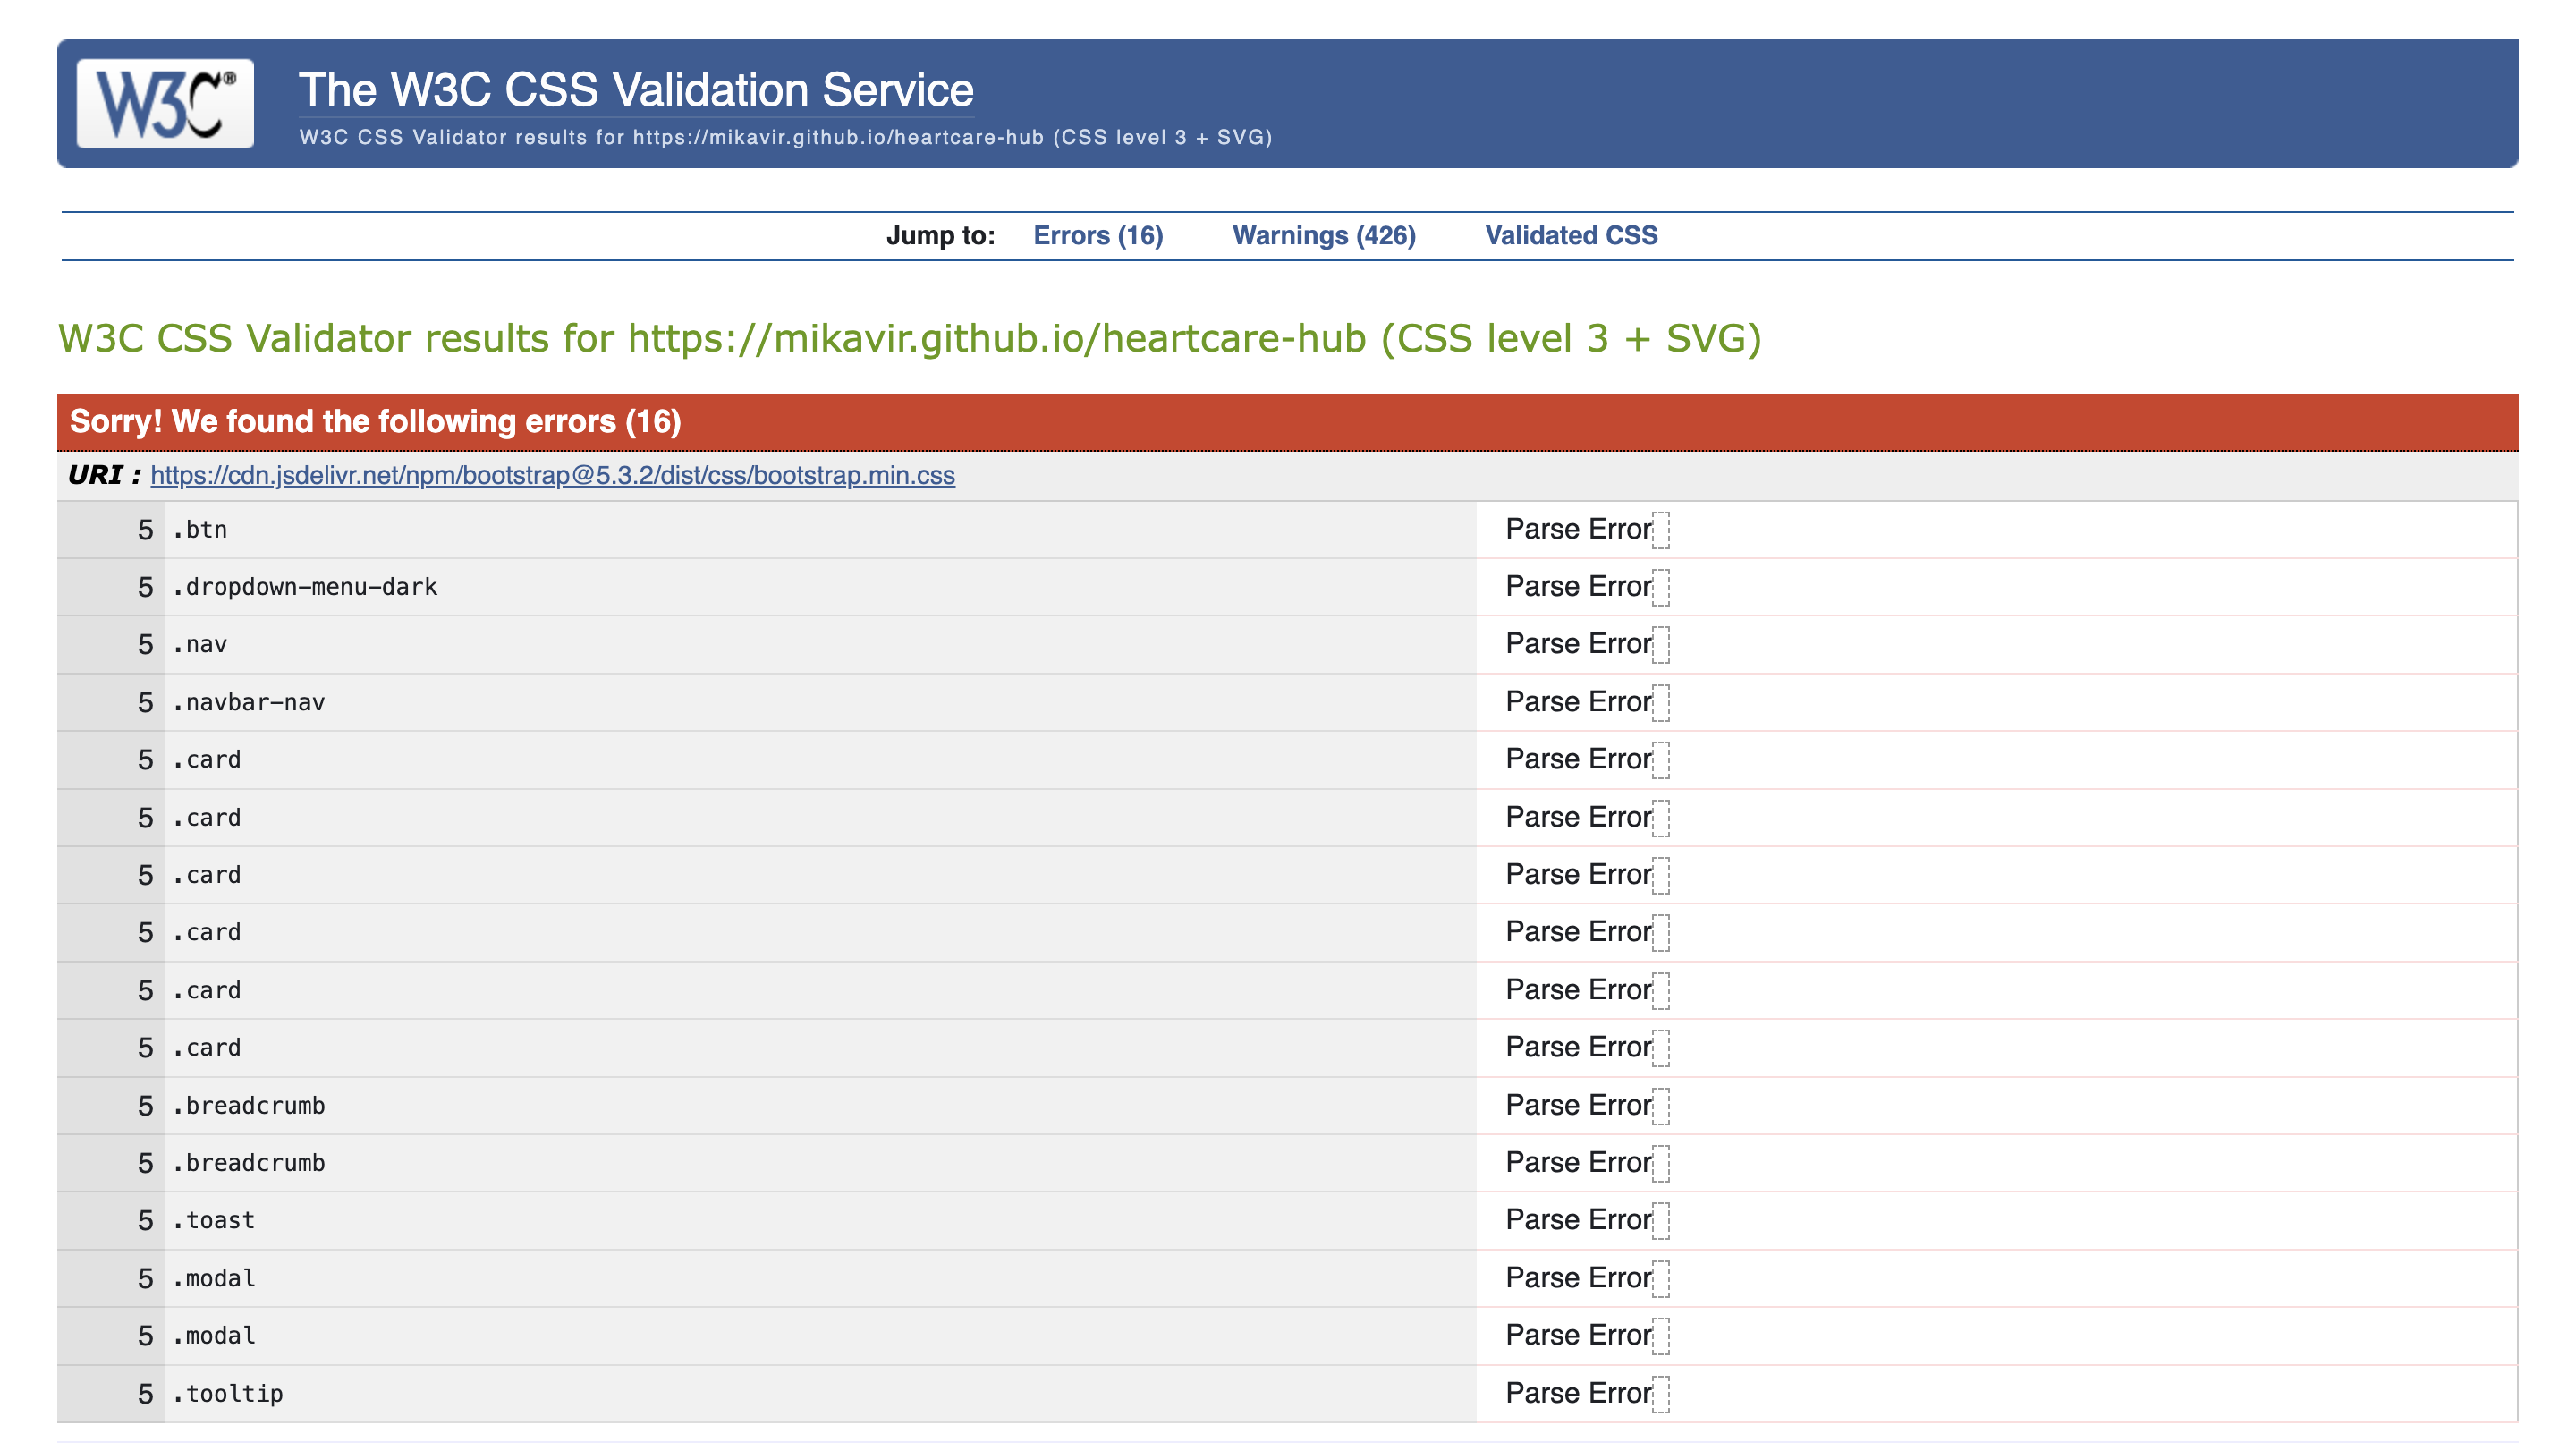 W3C®
The W3C CSS Validation Service
W3C CSS Validator results for https://mikavir.github.io/heartcare-hub (CSS level 3 + SVG)
Jump to: Errors (16) Warnings (426) Validated CSS
W3C CSS Validator results for https://mikavir.github.io/heartcare-hub (CSS level 3 + SVG)
Sorry! We found the following errors (16)
URI : https://cdn.jsdelivr.net/npm/bootstrap@5.3.2/dist/css/bootstrap.min.css
5 .btn Parse Error
5 .dropdown-menu-dark Parse Error
5 .nav Parse Error
5 .navbar-nav Parse Error
5 .card Parse Error
5 .card Parse Error
5 .card Parse Error
5 .card Parse Error
5 .card Parse Error
5 .card Parse Error
5 .breadcrumb Parse Error
5 .breadcrumb Parse Error
5 .toast Parse Error
5 .modal Parse Error
5 .modal Parse Error
5 .tooltip Parse Error